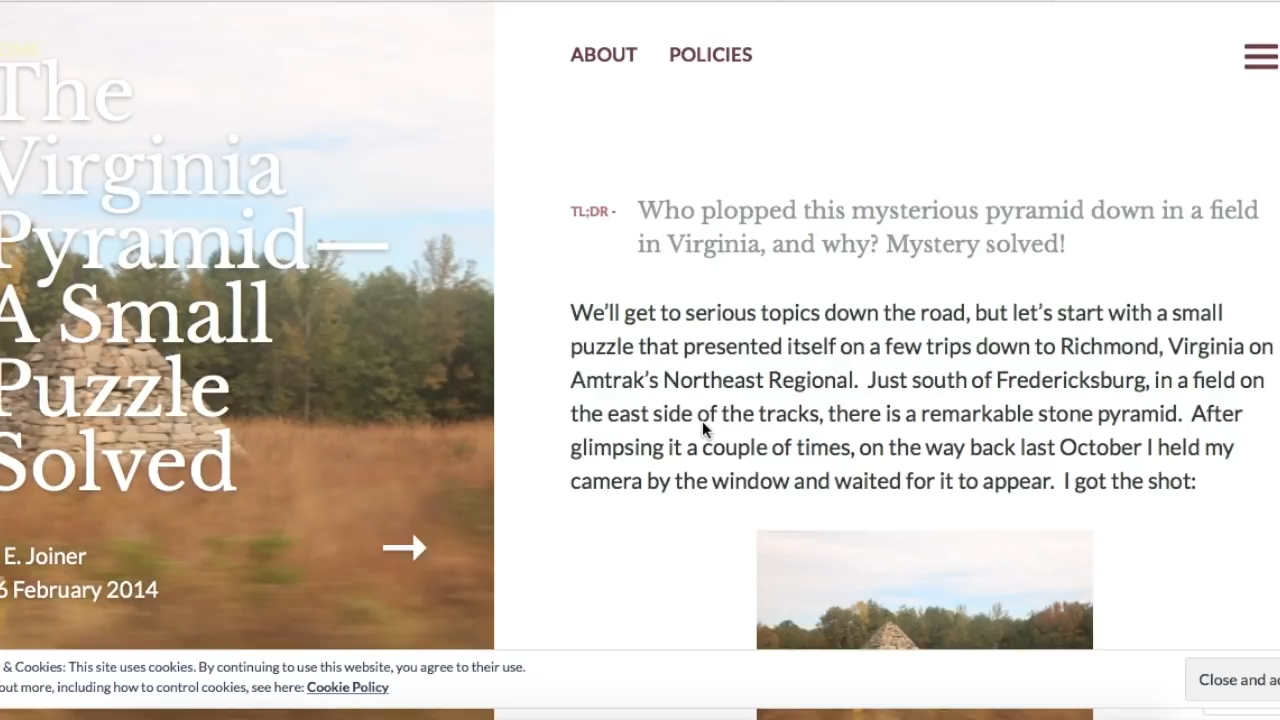 The
Virginia
Pyramid—
A Small
Puzzle
Solved
E. Joiner
6 February 2014
ABOUT POLICIES
TL;DR - Who plopped this mysterious pyramid down in a field
in Virginia, and why? Mystery solved!
We’ll get to serious topics down the road, but let’s start with a small
puzzle that presented itself on a few trips down to Richmond, Virginia on
Amtrak’s Northeast Regional.  Just south of Fredericksburg, in a field on
the east side of the tracks, there is a remarkable stone pyramid.  After
glimpsing it a couple of times, on the way back last October I held my
camera by the window and waited for it to appear.  I got the shot:
& Cookies: This site uses cookies. By continuing to use this website, you agree to their use.
out more, including how to control cookies, see here: Cookie Policy
Close and ac